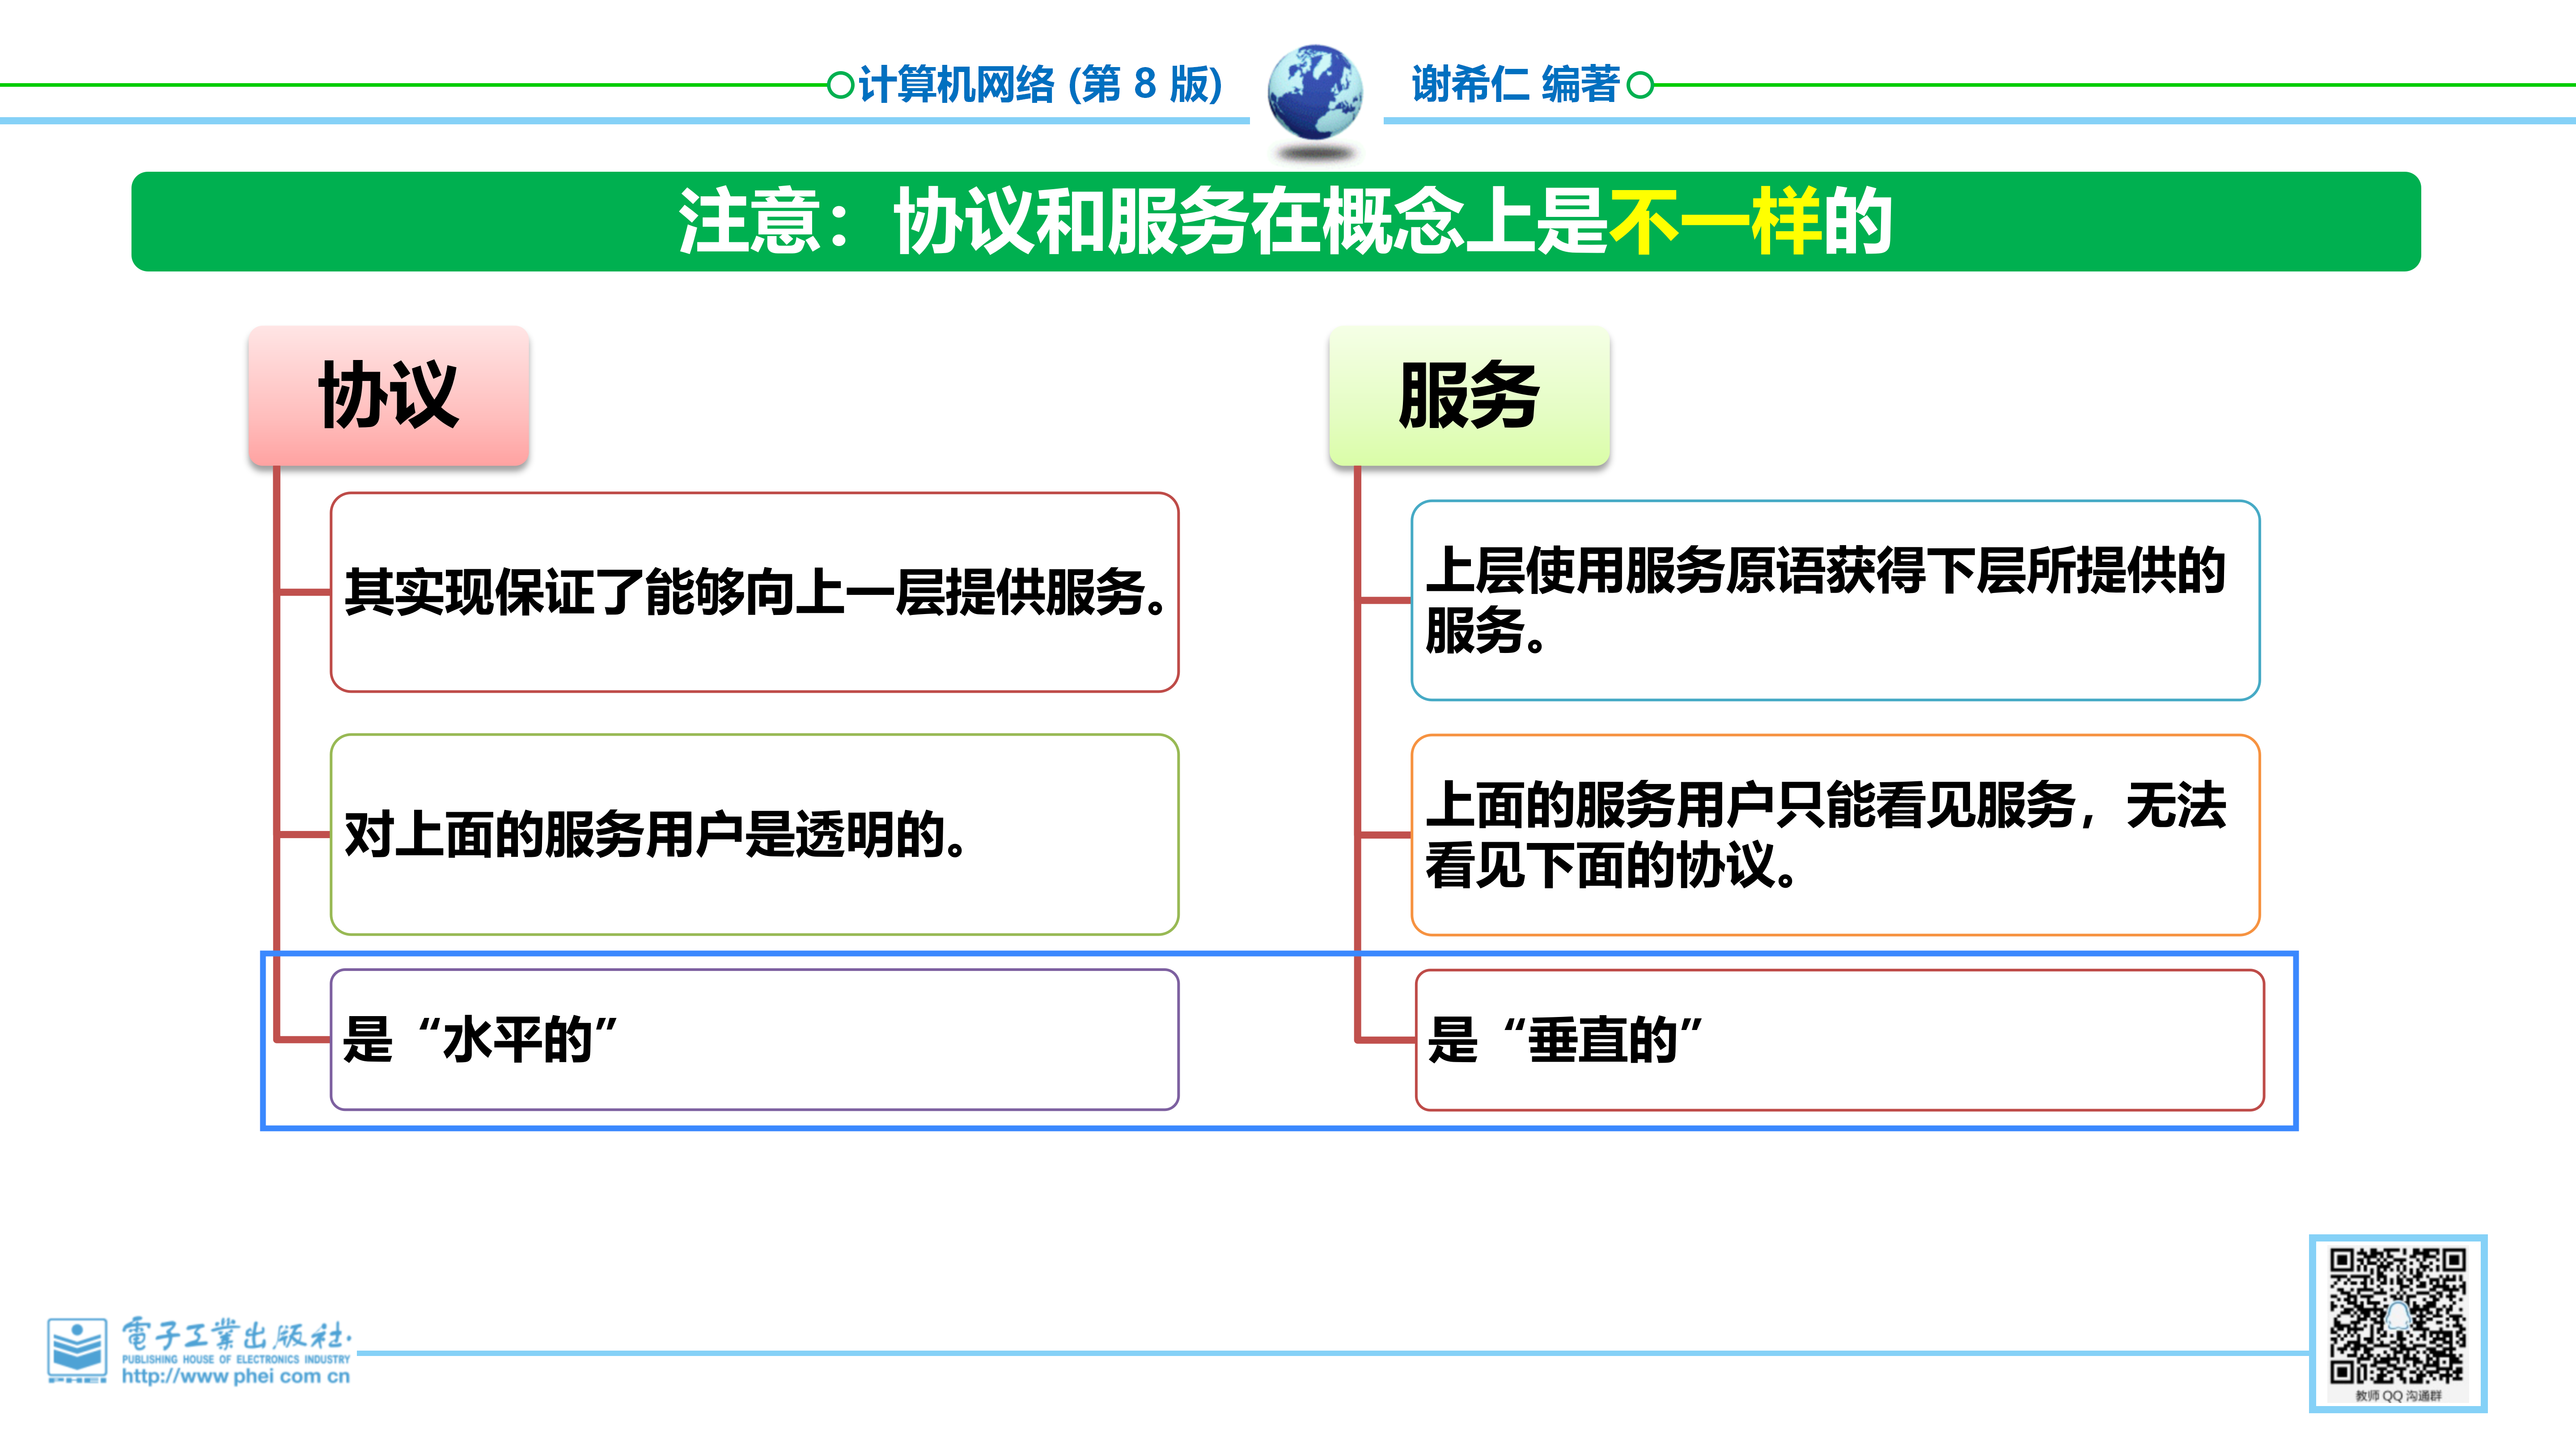 计算机网络 (第 8 版)
谢希仁 编著
注意：协议和服务在概念上是不一样的
协议
其实现保证了能够向上一层提供服务。
对上面的服务用户是透明的。
是“水平的”
服务
上层使用服务原语获得下层所提供的
服务。
上面的服务用户只能看见服务，无法
看见下面的协议。
是“垂直的”
電子工業出版社
PUBLISHING HOUSE OF ELECTRONICS INDUSTRY
http://www phei com cn
PHEI
教师 QQ 沟通群